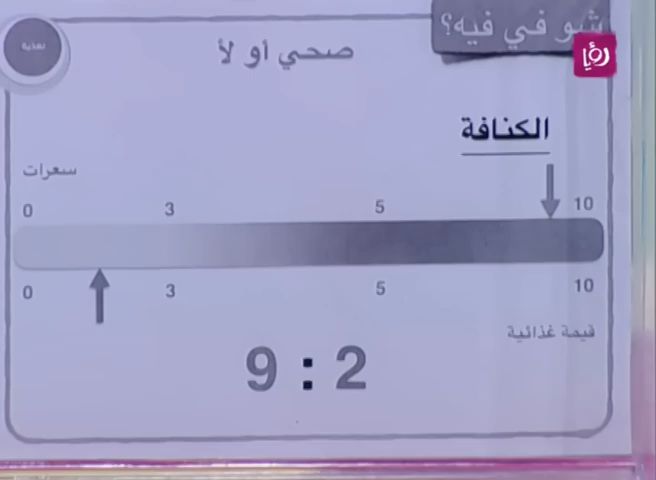 شو في فيه؟
رؤيا
تغذية
صحي أو لأ
الكنافة
سعرات
0 3 5 10
0 3 5 10
قيمة غذائية
9 : 2